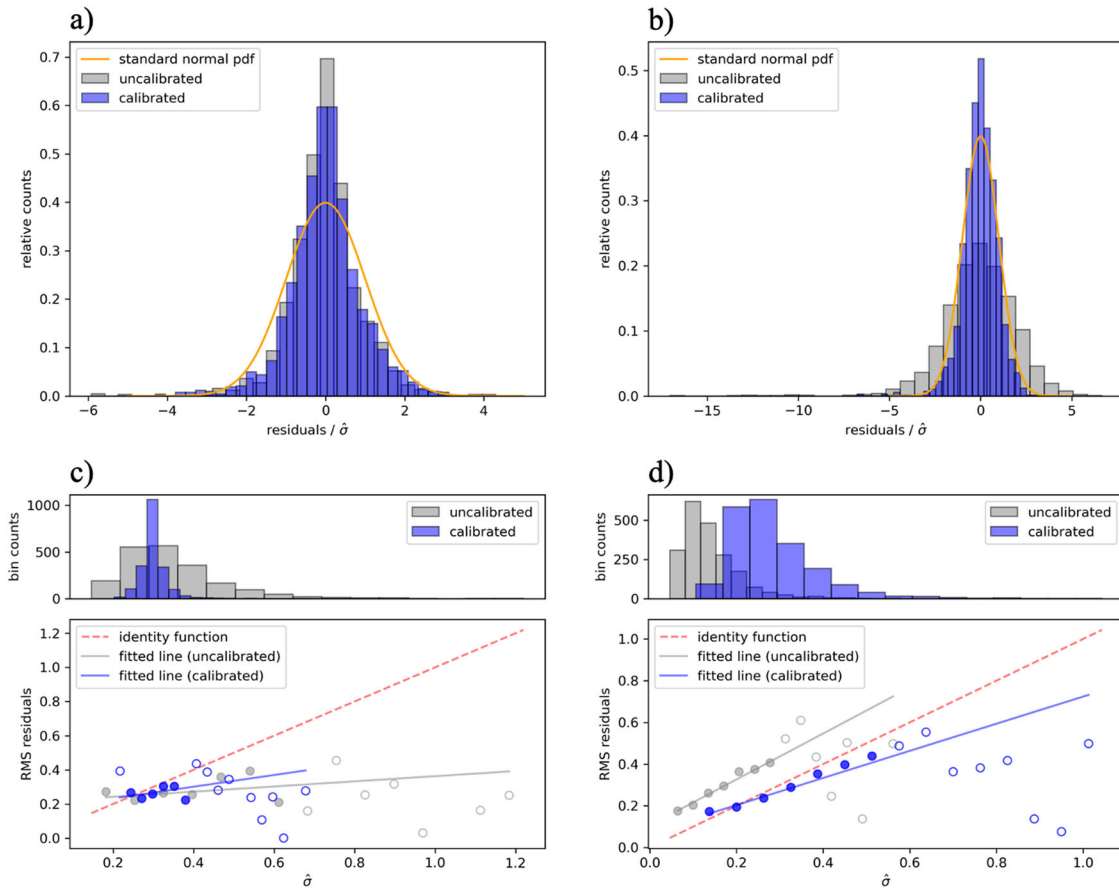 a)
standard normal pdf
uncalibrated
calibrated
0.7
0.6
0.5
0.4
0.3
0.2
0.1
0.0
relative counts
−6
−4
−2
0
2
4
residuals / σ̂
b)
standard normal pdf
uncalibrated
calibrated
0.5
0.4
0.3
0.2
0.1
0.0
relative counts
−15
−10
−5
0
5
residuals / σ̂
c)
uncalibrated
calibrated
1000
500
0
bin counts
identity function
fitted line (uncalibrated)
fitted line (calibrated)
1.2
1.0
0.8
0.6
0.4
0.2
0.0
RMS residuals
0.2
0.4
0.6
0.8
1.0
1.2
σ̂
d)
uncalibrated
calibrated
500
250
0
bin counts
identity function
fitted line (uncalibrated)
fitted line (calibrated)
1.0
0.8
0.6
0.4
0.2
0.0
RMS residuals
0.0
0.2
0.4
0.6
0.8
1.0
σ̂